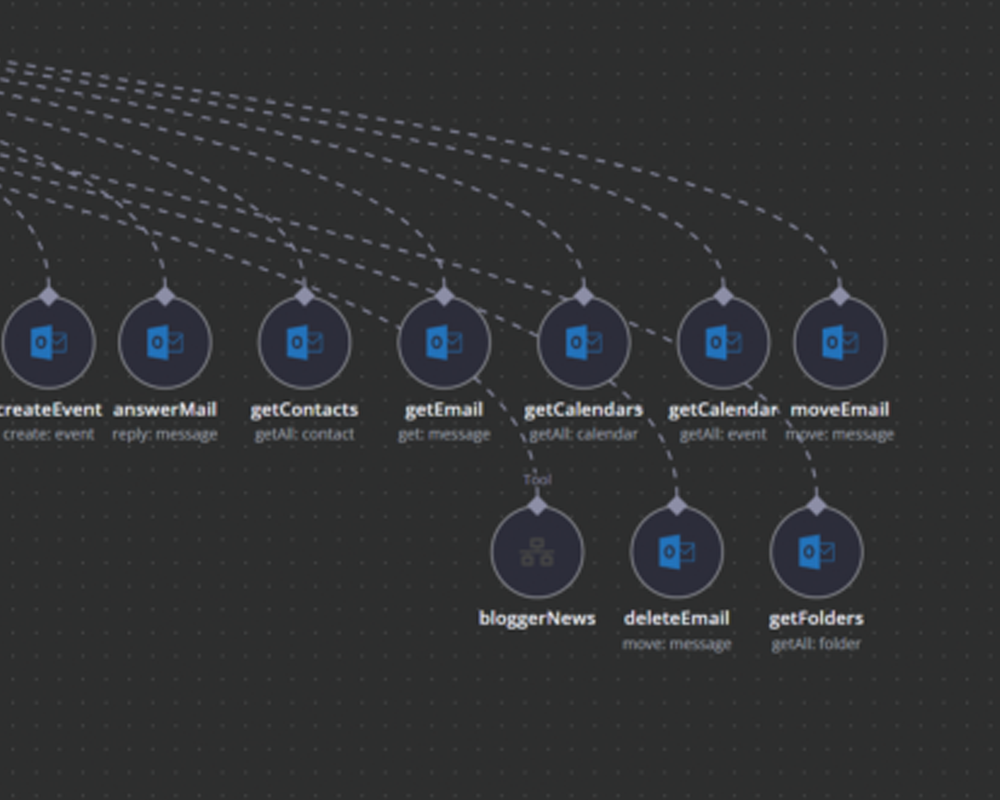 createEvent answerMail getContacts getEmail getCalendars getCalendar moveEmail
create: event reply: message getAll: contact get: message getAll: calendar getAll: event move: message
Tool
bloggerNews deleteEmail getFolders
move: message getAll: folder